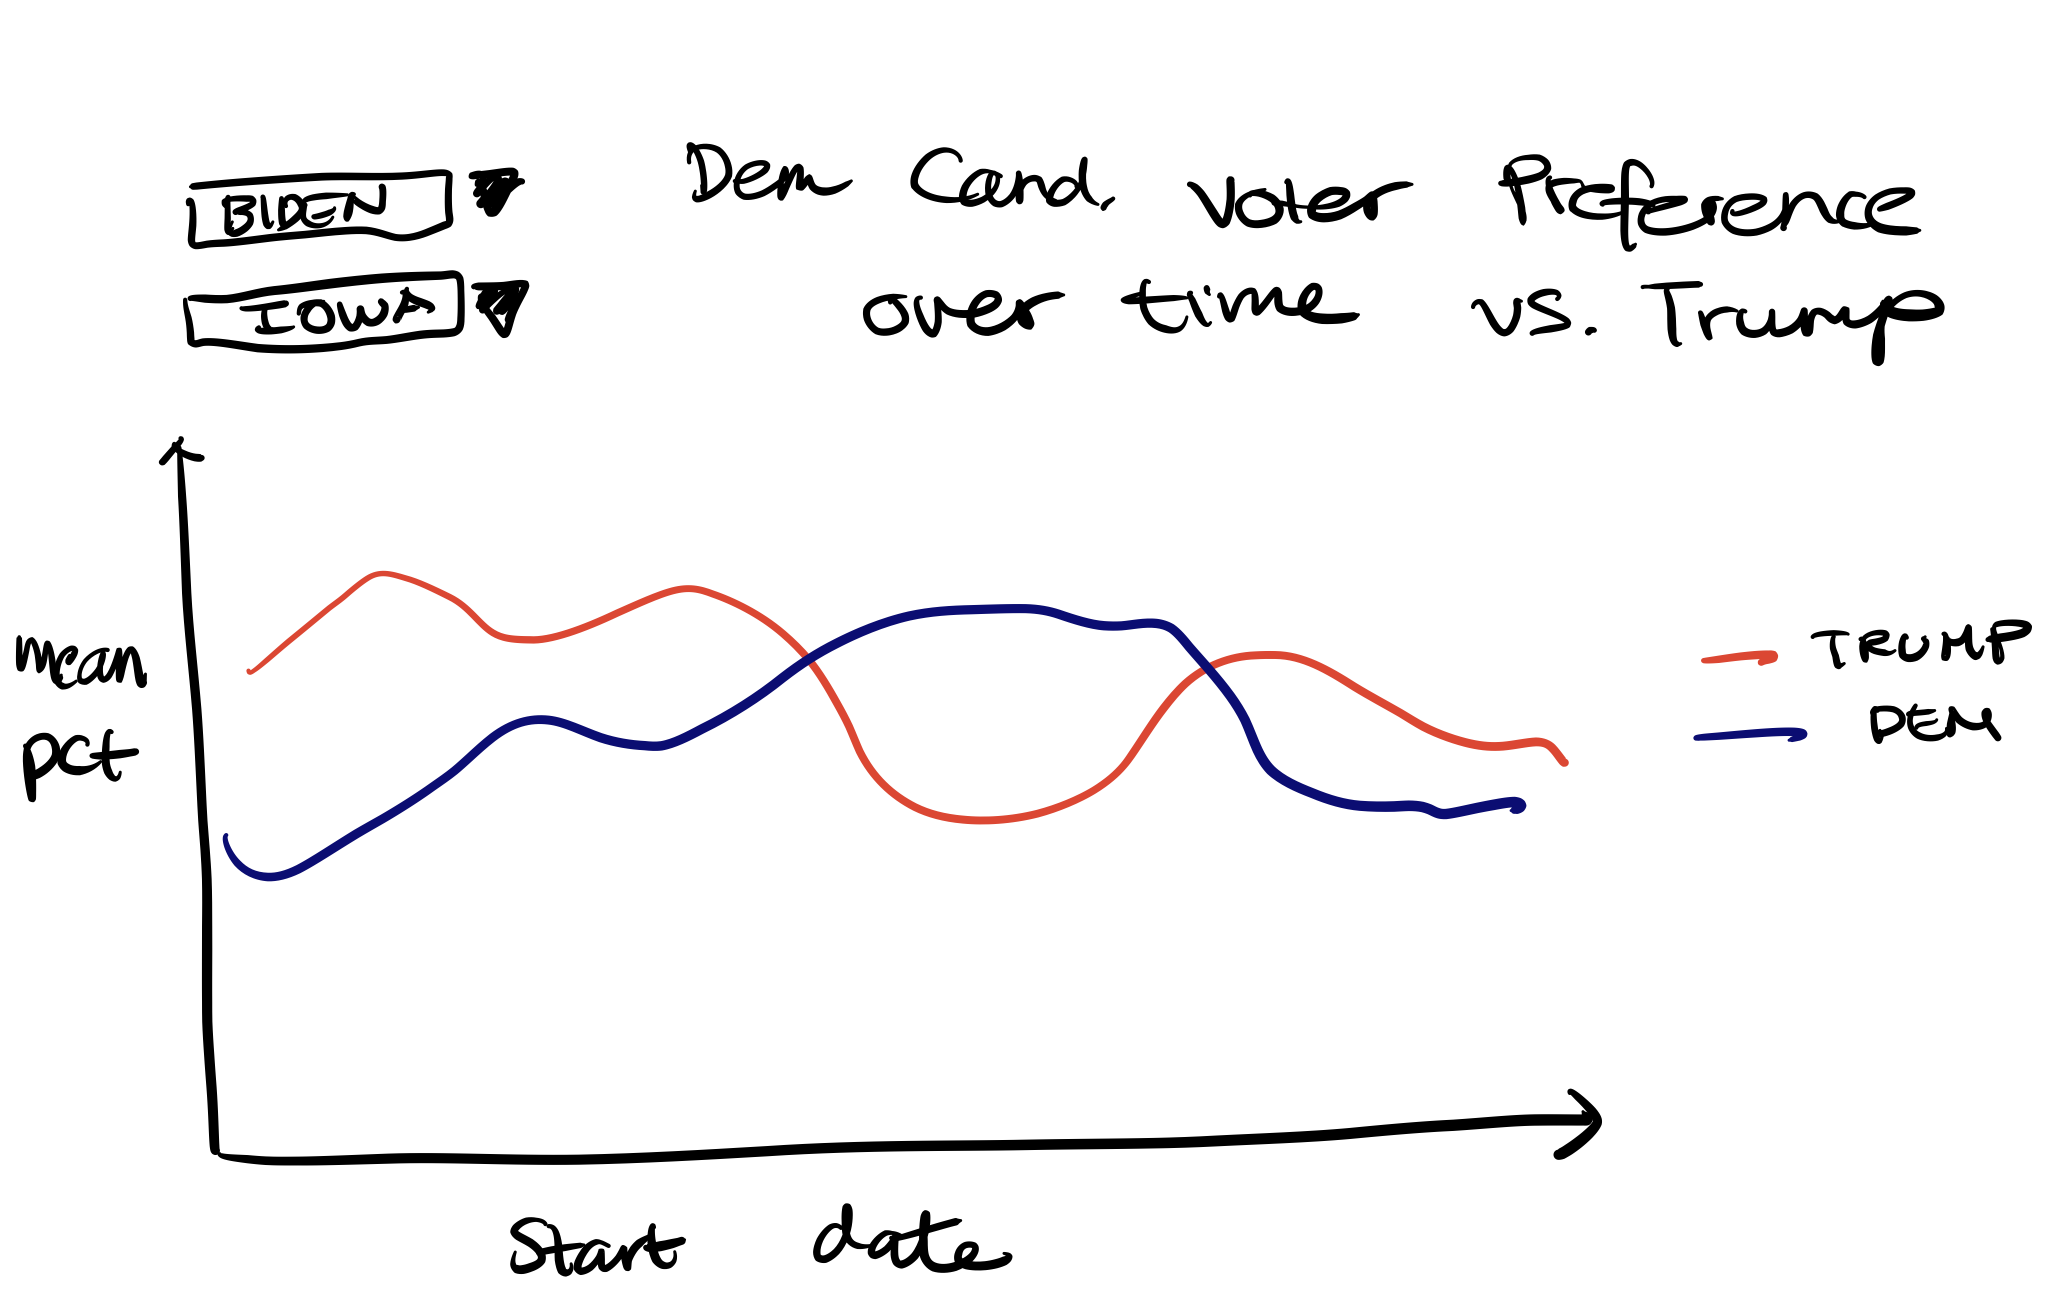 BIDEN
IOWA
Dem Cand. Voter Preference
over time vs. Trump
mean
pct
TRUMP
DEM
Start date